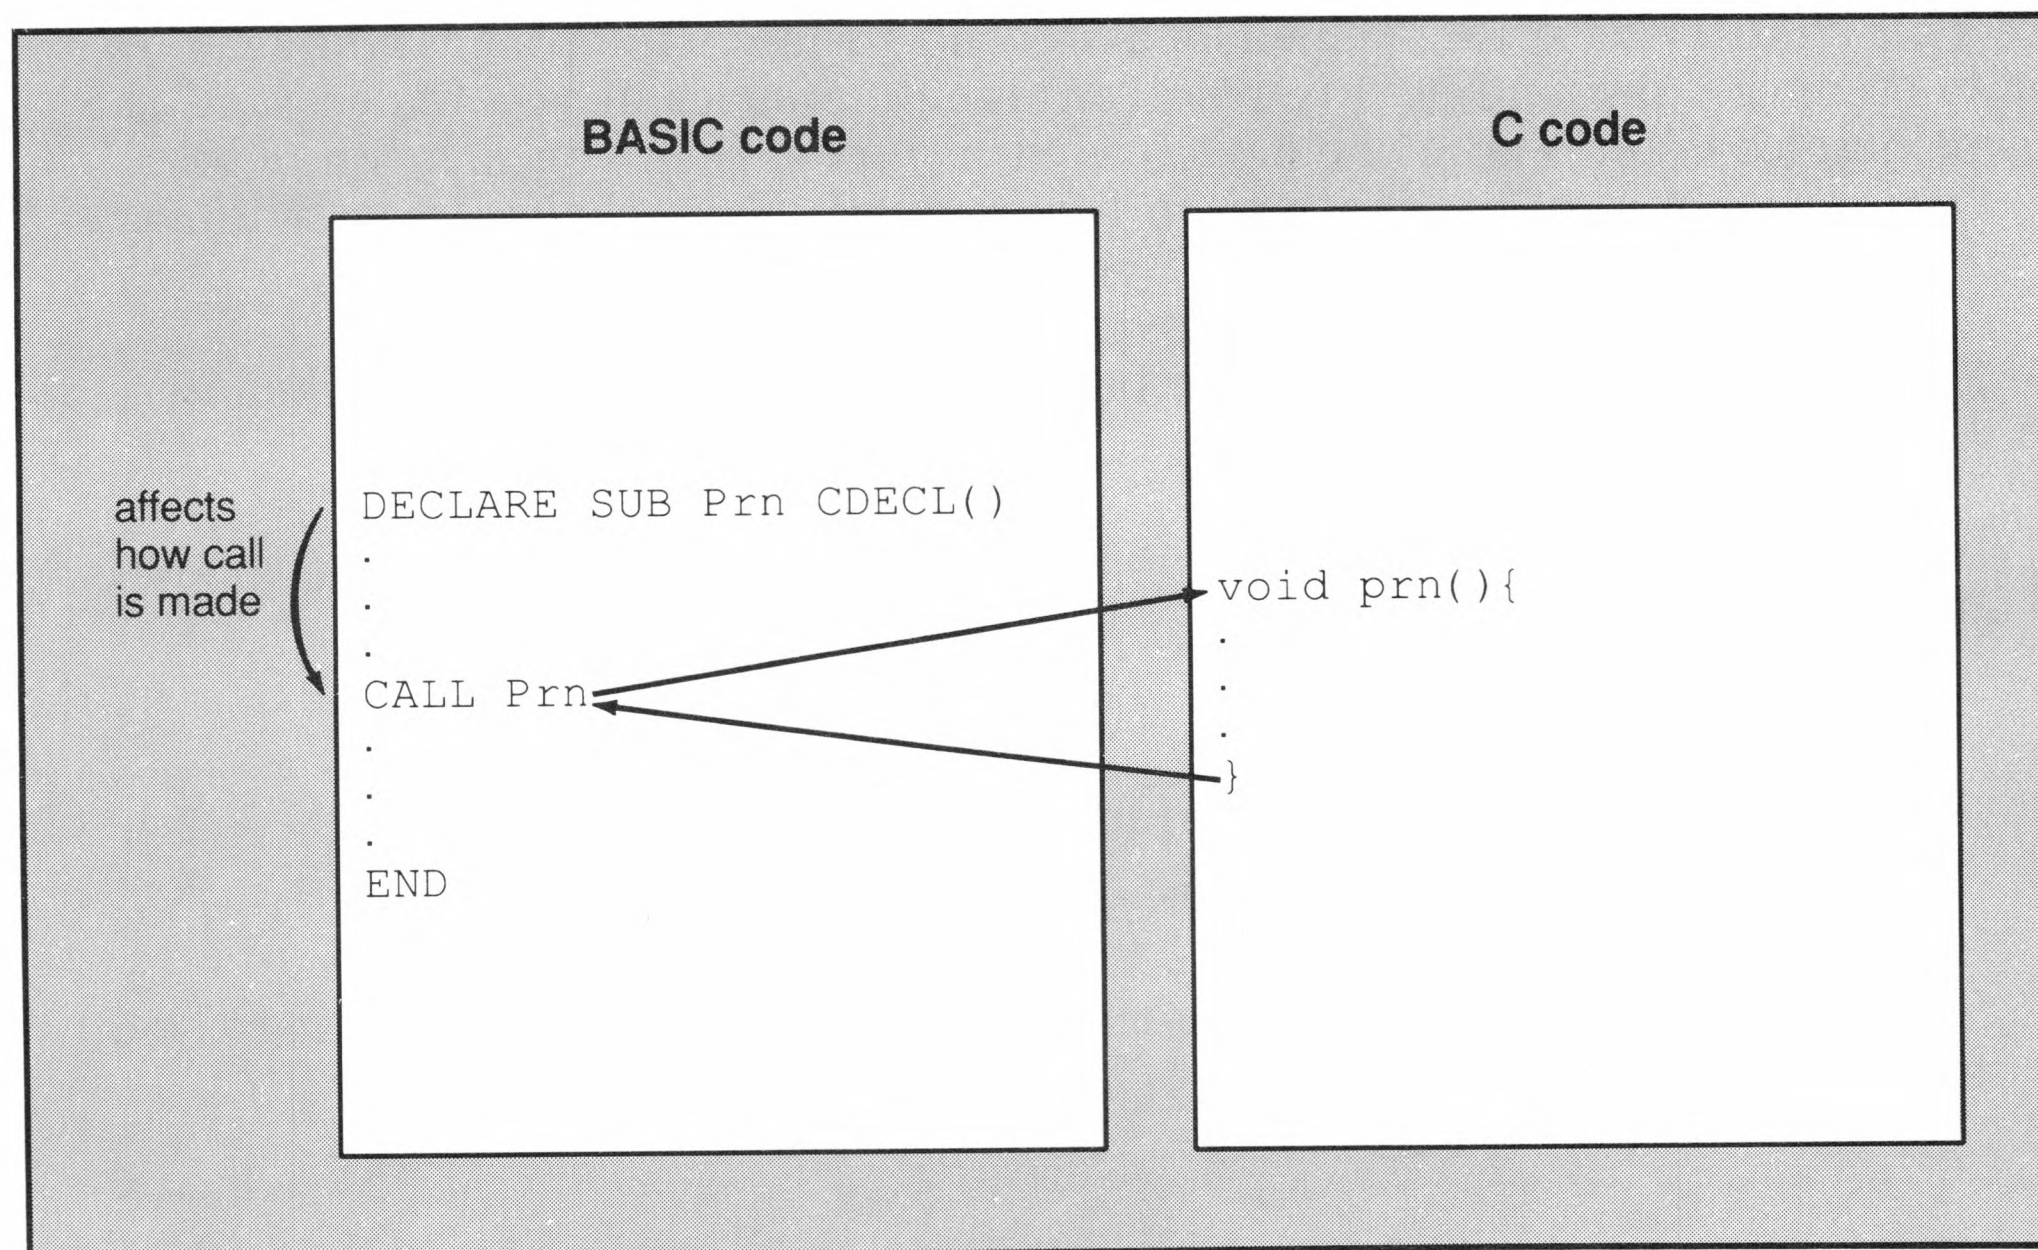 BASIC code
C code
affects
how call
is made
DECLARE SUB Prn CDECL()
.
.
.
CALL Prn
.
.
.
END
void prn(){
.
.
.
}